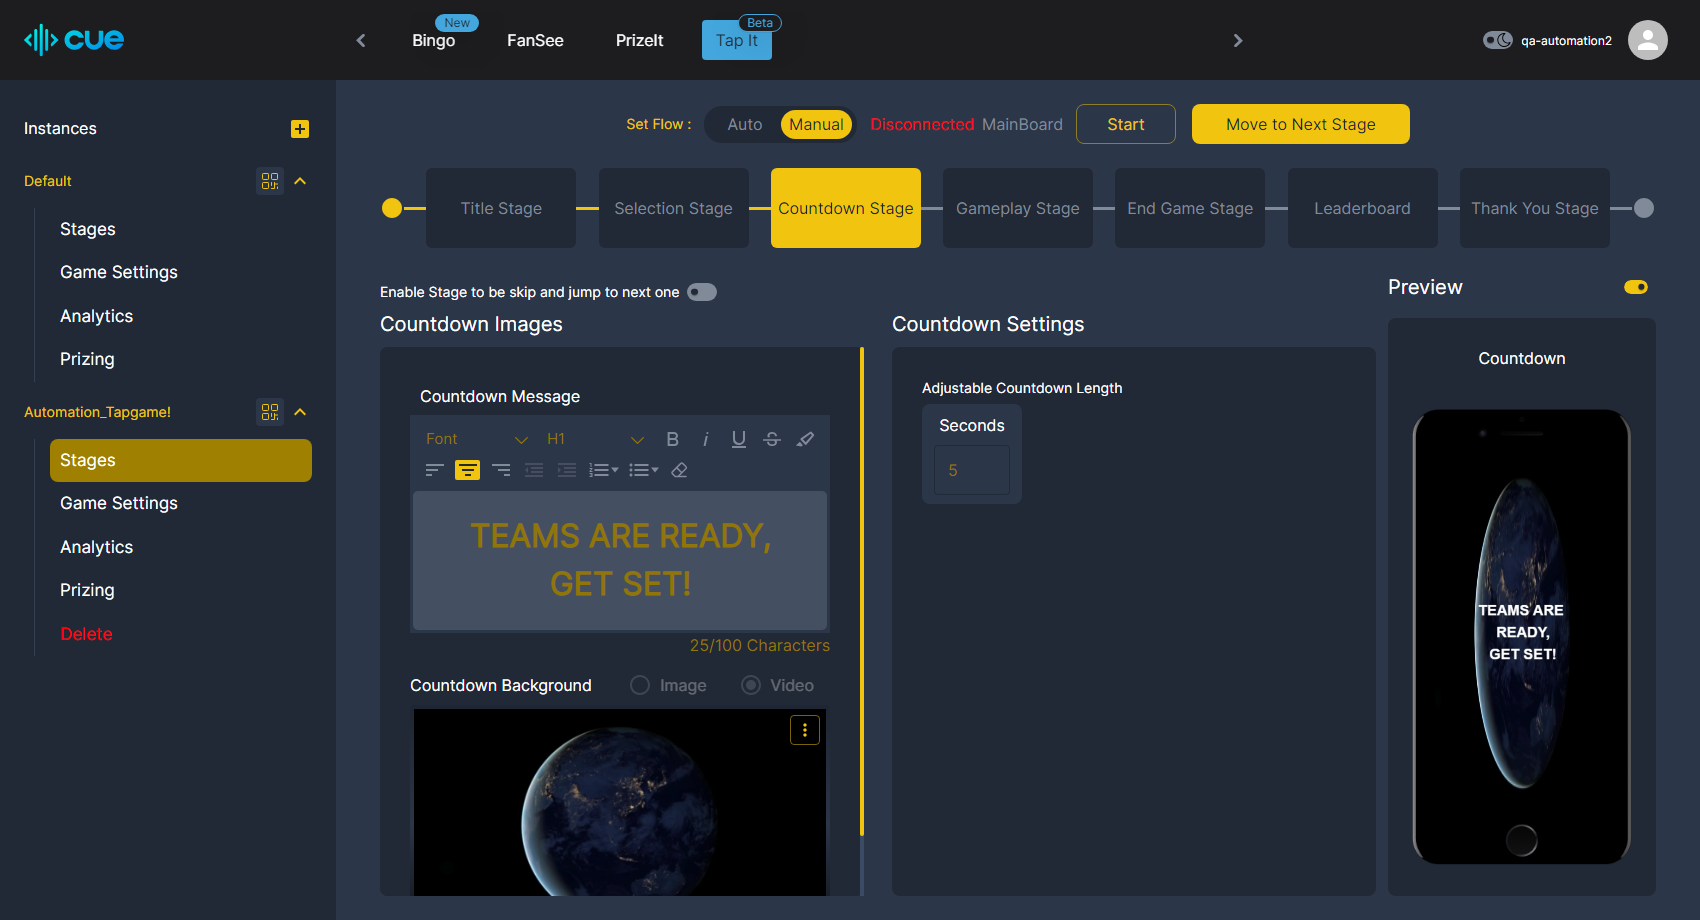 cue
New
Bingo
FanSee
PrizeIt
Beta
Tap It
qa-automation2
Instances
Default
Stages
Game Settings
Analytics
Prizing
Automation_Tapgame!
Stages
Game Settings
Analytics
Prizing
Delete
Set Flow :
Auto
Manual
Disconnected
MainBoard
Start
Move to Next Stage
Title Stage
Selection Stage
Countdown Stage
Gameplay Stage
End Game Stage
Leaderboard
Thank You Stage
Enable Stage to be skip and jump to next one
Countdown Images
Countdown Message
Font
H1
B
i
U
S
TEAMS ARE READY,
GET SET!
25/100 Characters
Countdown Background
Image
Video
Countdown Settings
Adjustable Countdown Length
Seconds
5
Preview
Countdown
TEAMS ARE
READY,
GET SET!